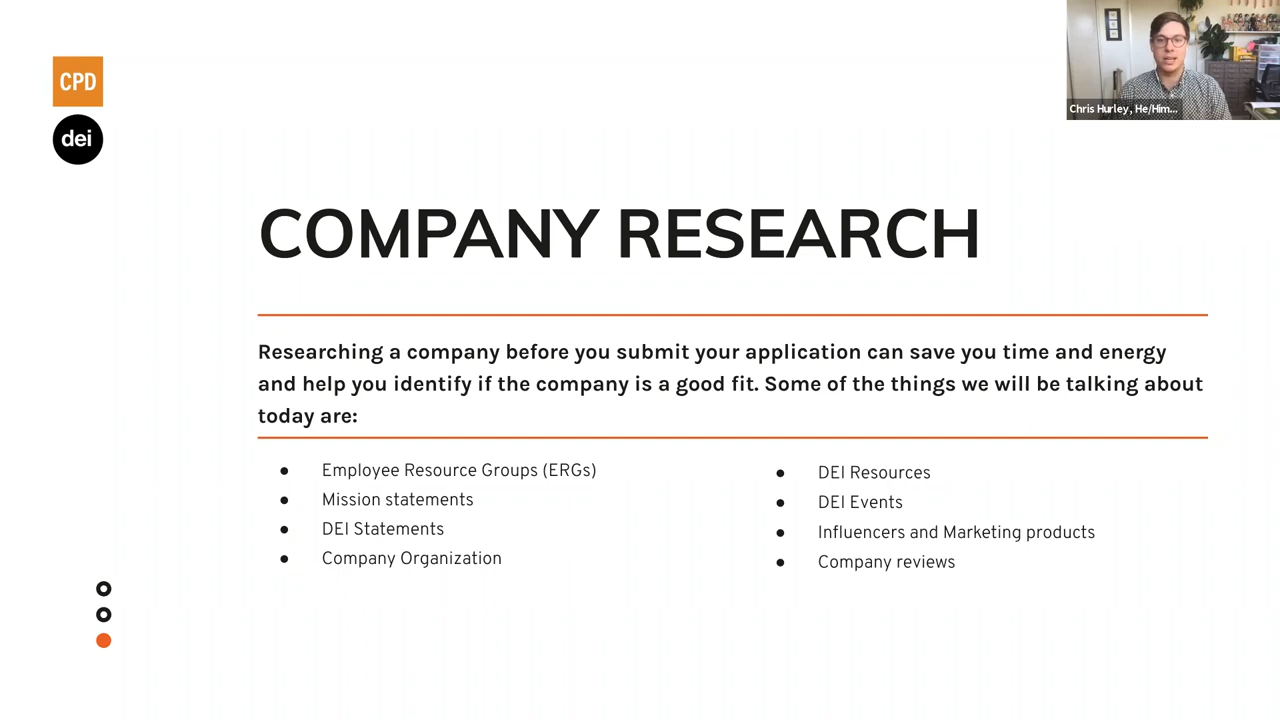 CPD
dei
Chris Hurley, He/Him...
COMPANY RESEARCH
Researching a company before you submit your application can save you time and energy
and help you identify if the company is a good fit. Some of the things we will be talking about
today are:
● Employee Resource Groups (ERGs)
● Mission statements
● DEI Statements
● Company Organization
● DEI Resources
● DEI Events
● Influencers and Marketing products
● Company reviews